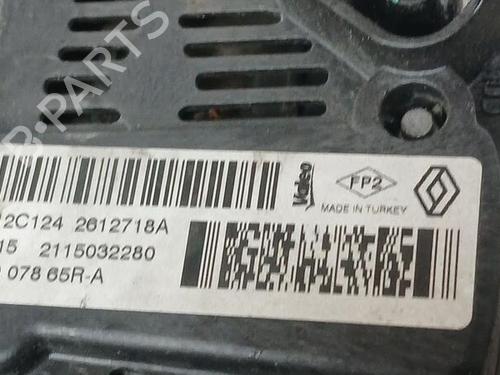 B-PARTS
Valeo
FP2
MADE IN TURKEY
2C124 2612718A
15 2115032280
078 65R-A